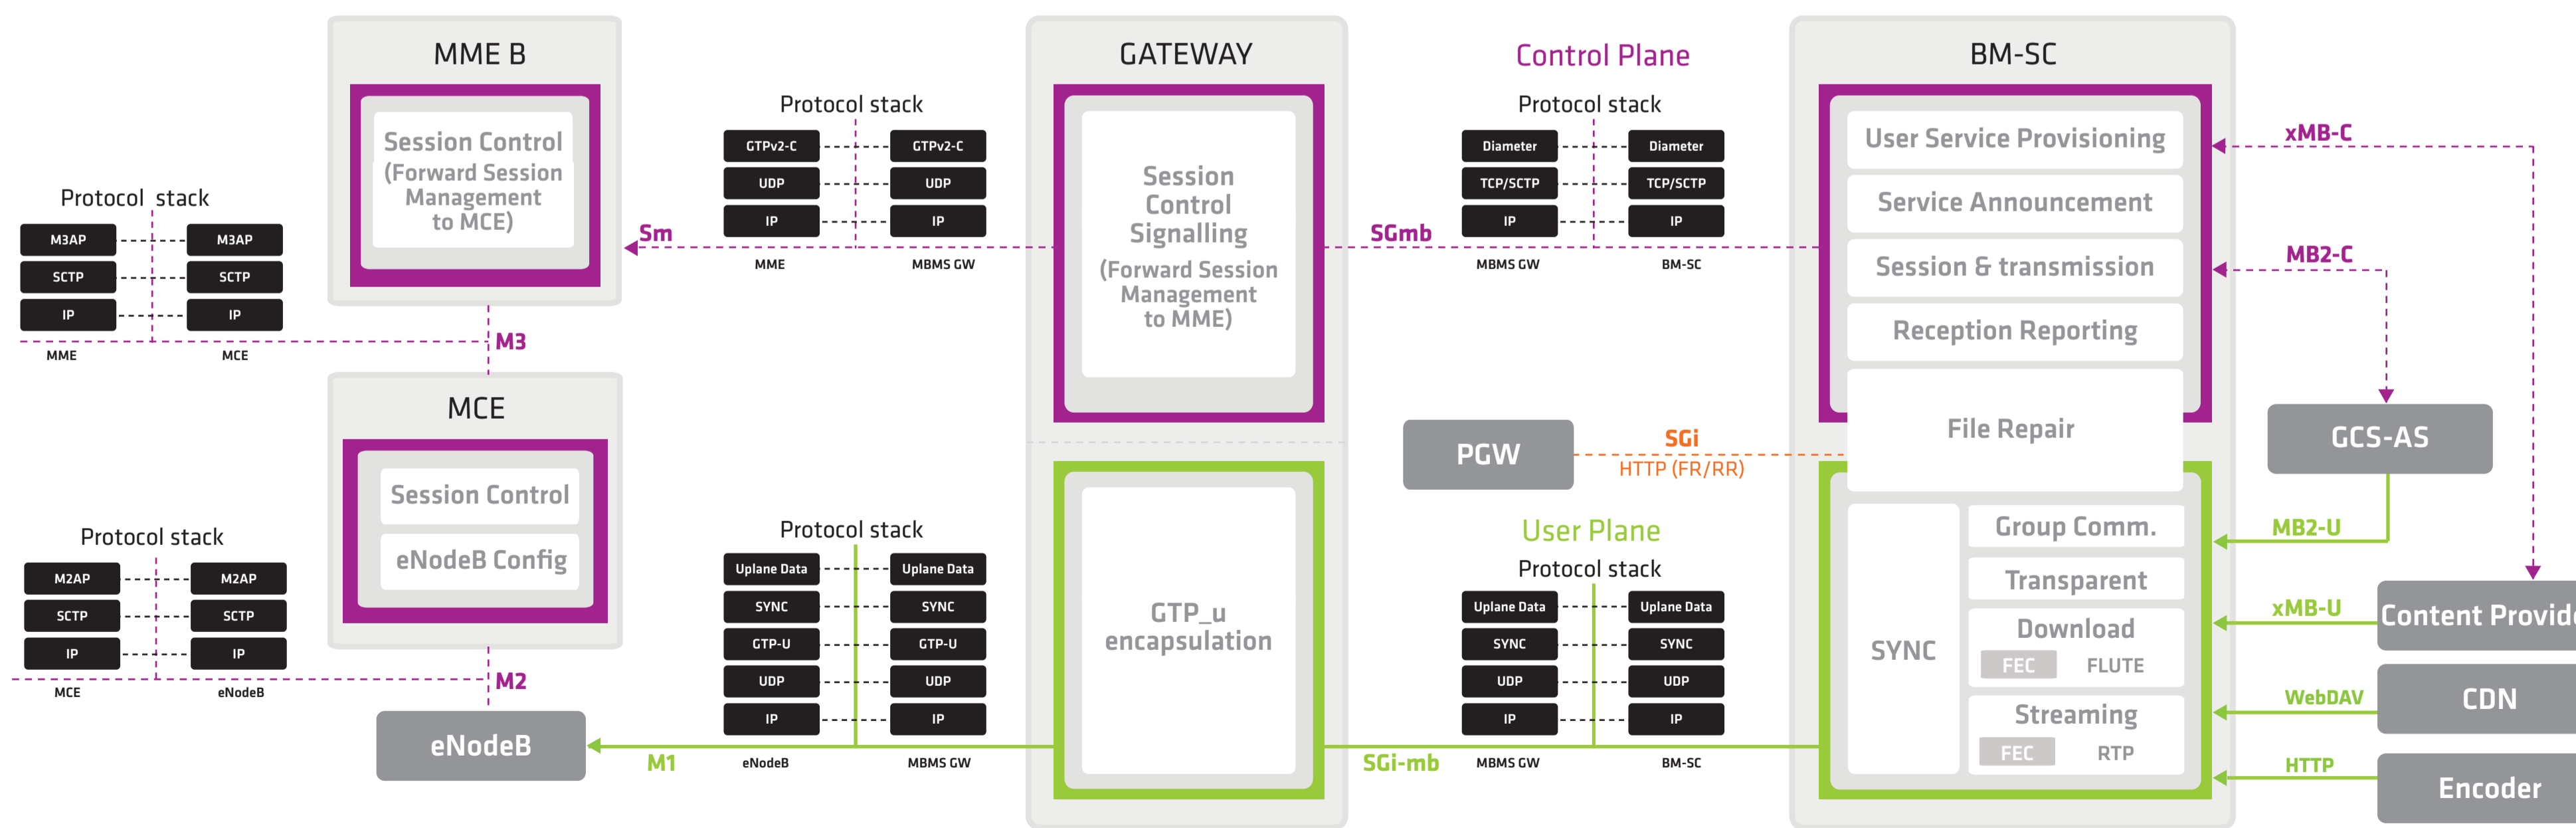 MME B
Session Control
(Forward Session
Management
to MCE)
Protocol stack
M3AP
M3AP
SCTP
SCTP
IP
IP
MME
MCE
M3
MCE
Session Control
eNodeB Config
Protocol stack
M2AP
M2AP
SCTP
SCTP
IP
IP
MCE
eNodeB
M2
eNodeB
Protocol stack
GTPv2-C
GTPv2-C
UDP
UDP
IP
IP
Sm
MME
MBMS GW
Protocol stack
Uplane Data
Uplane Data
SYNC
SYNC
GTP-U
GTP-U
UDP
UDP
IP
IP
M1
eNodeB
MBMS GW
GATEWAY
Session
Control
Signalling
(Forward Session
Management
to MME)
GTP_u
encapsulation
Control Plane
Protocol stack
Diameter
Diameter
TCP/SCTP
TCP/SCTP
IP
IP
SGmb
MBMS GW
BM-SC
PGW
SGi
HTTP (FR/RR)
User Plane
Protocol stack
Uplane Data
Uplane Data
SYNC
SYNC
UDP
UDP
IP
IP
SGi-mb
MBMS GW
BM-SC
BM-SC
User Service Provisioning
Service Announcement
Session & transmission
Reception Reporting
File Repair
SYNC
Group Comm.
Transparent
Download
FEC
FLUTE
Streaming
FEC
RTP
xMB-C
MB2-C
GCS-AS
MB2-U
xMB-U
Content Provide
WebDAV
CDN
HTTP
Encoder